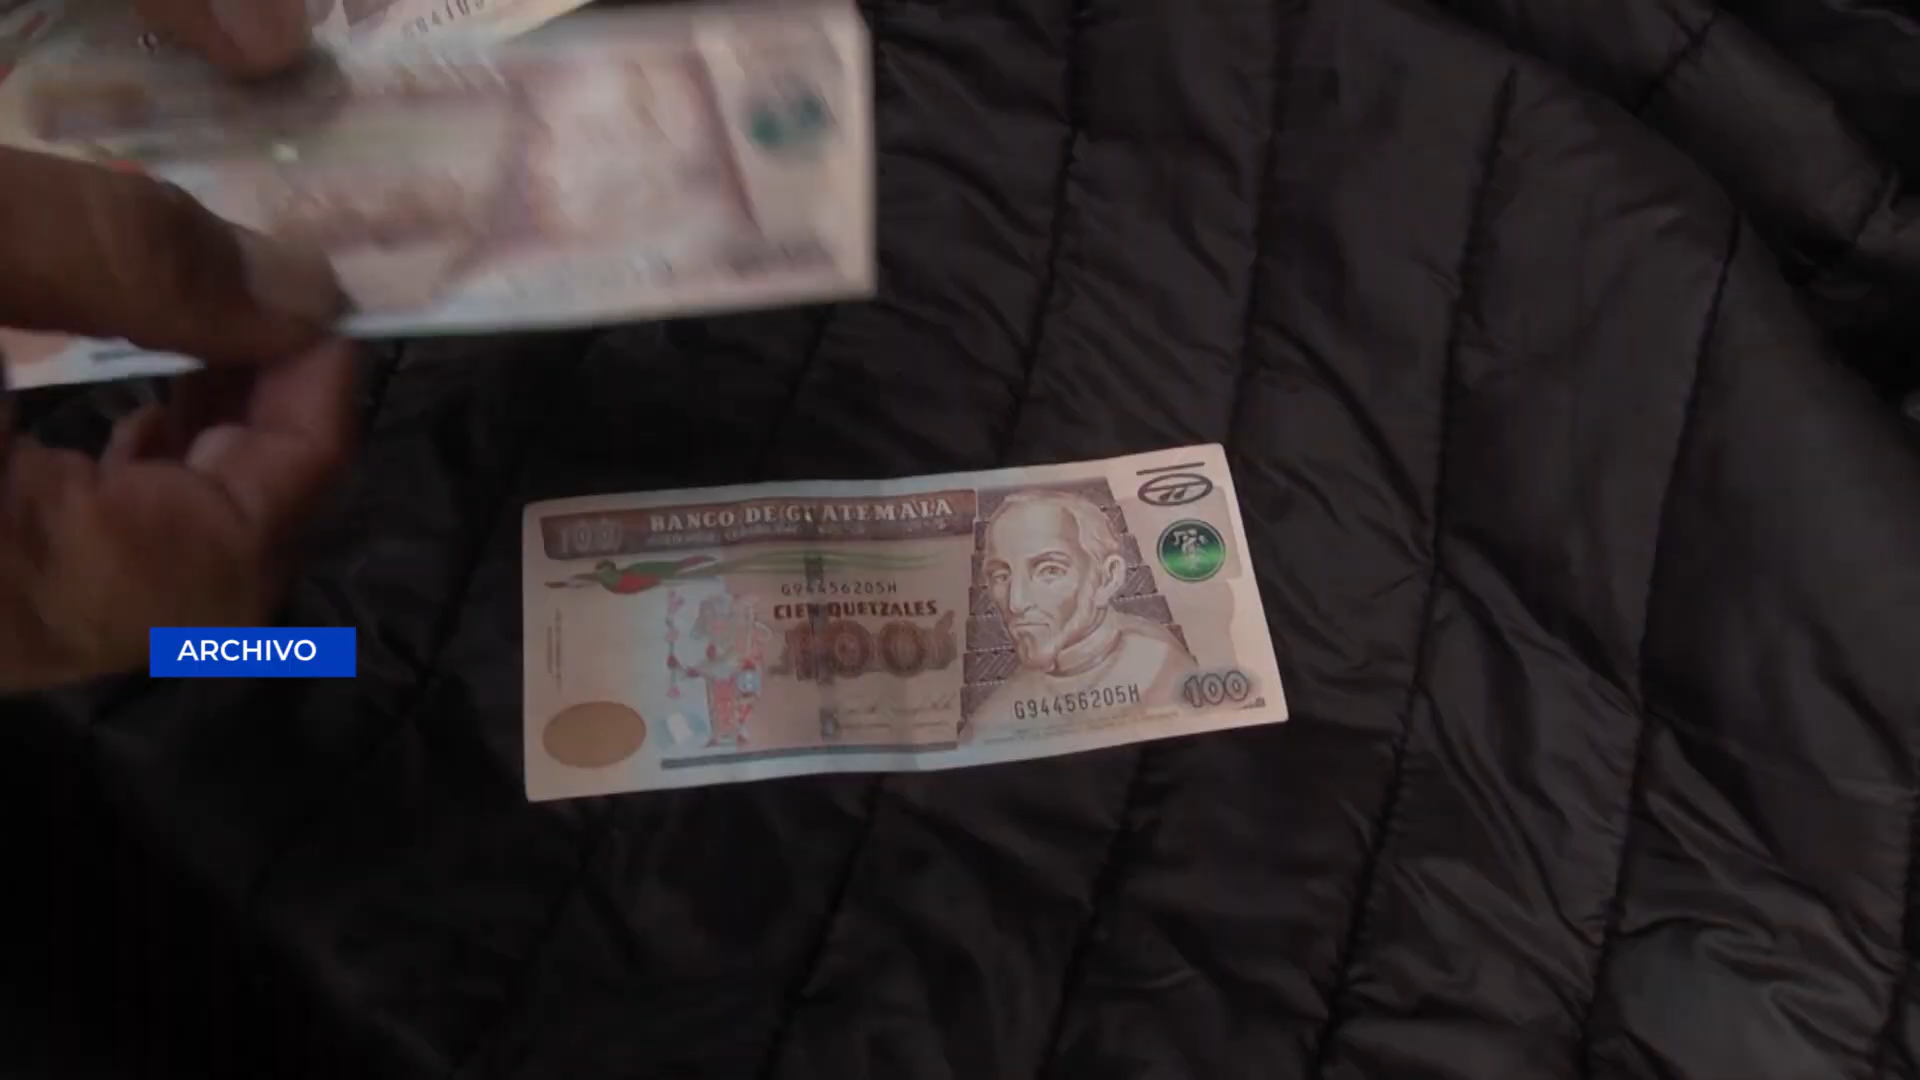 BANCO DE GUATEMALA
100
G94456205H
CIEN QUETZALES
100
G94456205H
100
ARCHIVO